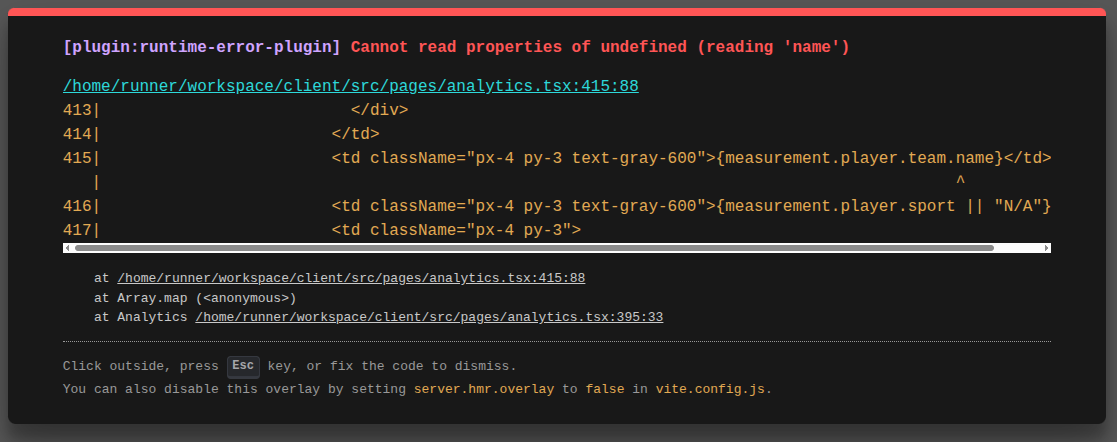 [plugin:runtime-error-plugin] Cannot read properties of undefined (reading 'name')
/home/runner/workspace/client/src/pages/analytics.tsx:415:88
413|                          </div>
414|                        </td>
415|                        <td className="px-4 py-3 text-gray-600">{measurement.player.team.name}</td>
   |                                                                                         ^
416|                        <td className="px-4 py-3 text-gray-600">{measurement.player.sport || "N/A"}
417|                        <td className="px-4 py-3">
at /home/runner/workspace/client/src/pages/analytics.tsx:415:88
at Array.map (<anonymous>)
at Analytics /home/runner/workspace/client/src/pages/analytics.tsx:395:33
Click outside, press Esc key, or fix the code to dismiss.
You can also disable this overlay by setting server.hmr.overlay to false in vite.config.js.